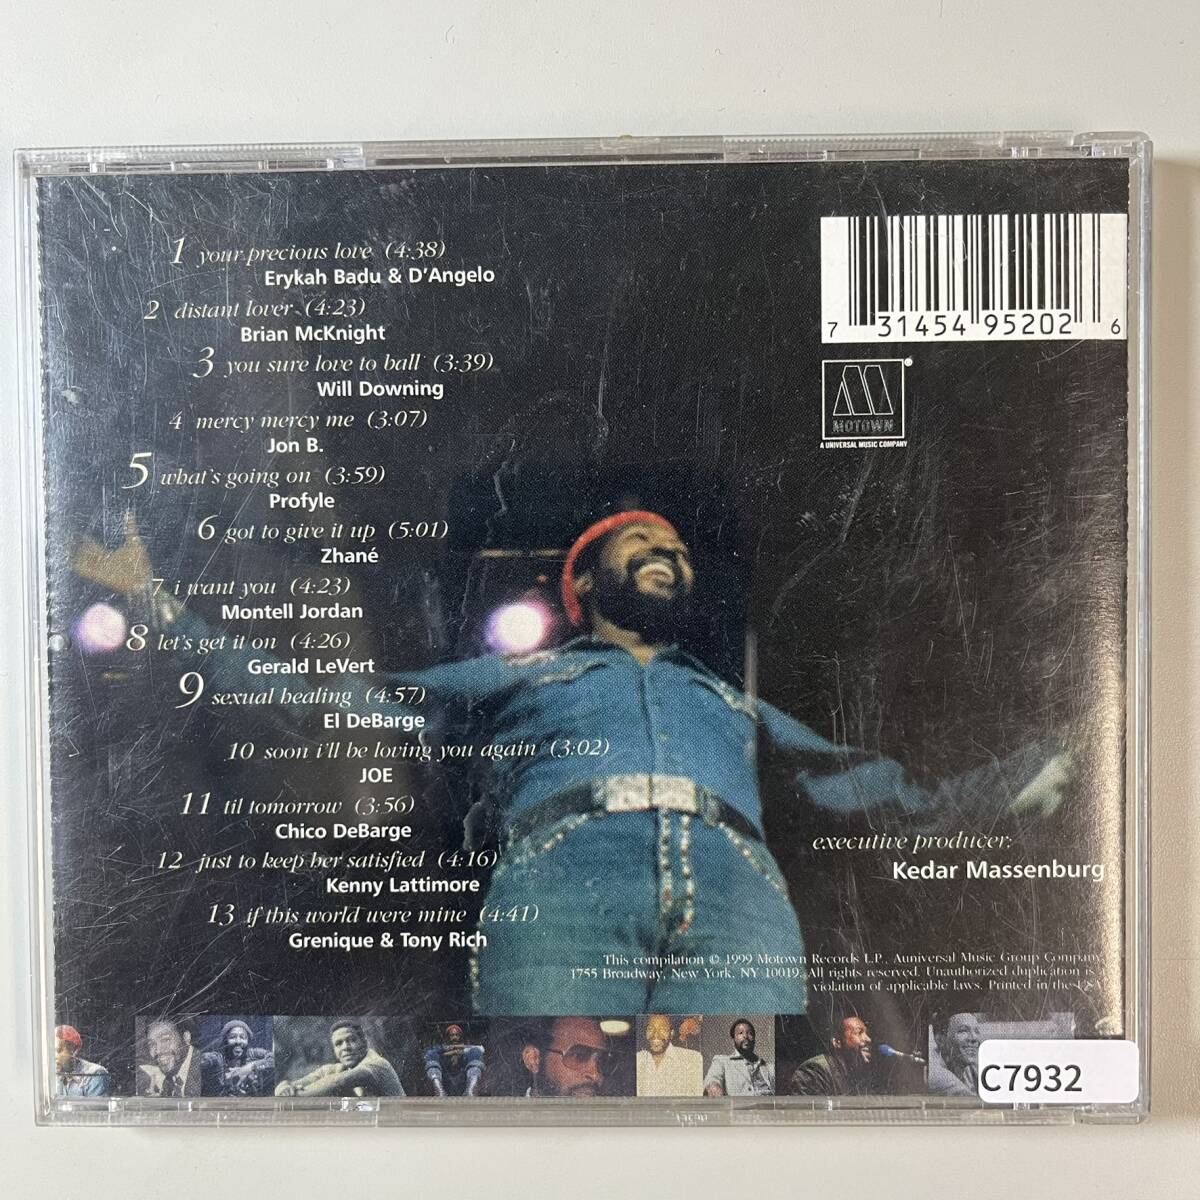 1 your precious love (4:38)
Erykah Badu & D'Angelo
2 distant lover (4:23)
Brian McKnight
3 you sure love to ball (3:39)
Will Downing
4 mercy mercy me (3:07)
Jon B.
5 what's going on (3:59)
Profyle
6 got to give it up (5:01)
Zhané
7 i want you (4:23)
Montell Jordan
8 let's get it on (4:26)
Gerald LeVert
9 sexual healing (4:57)
El DeBarge
10 soon i'll be loving you again (3:02)
JOE
11 til tomorrow (3:56)
Chico DeBarge
12 just to keep her satisfied (4:16)
Kenny Lattimore
13 if this world were mine (4:41)
Grenique & Tony Rich
7 31454 95202 6
MOTOWN
A UNIVERSAL MUSIC COMPANY
executive producer:
Kedar Massenburg
This compilation © 1999 Motown Records L.P., Auniversal Music Group Company
1755 Broadway, New York, NY 10019. All rights reserved. Unauthorized duplication is
violation of applicable laws. Printed in the USA
C7932